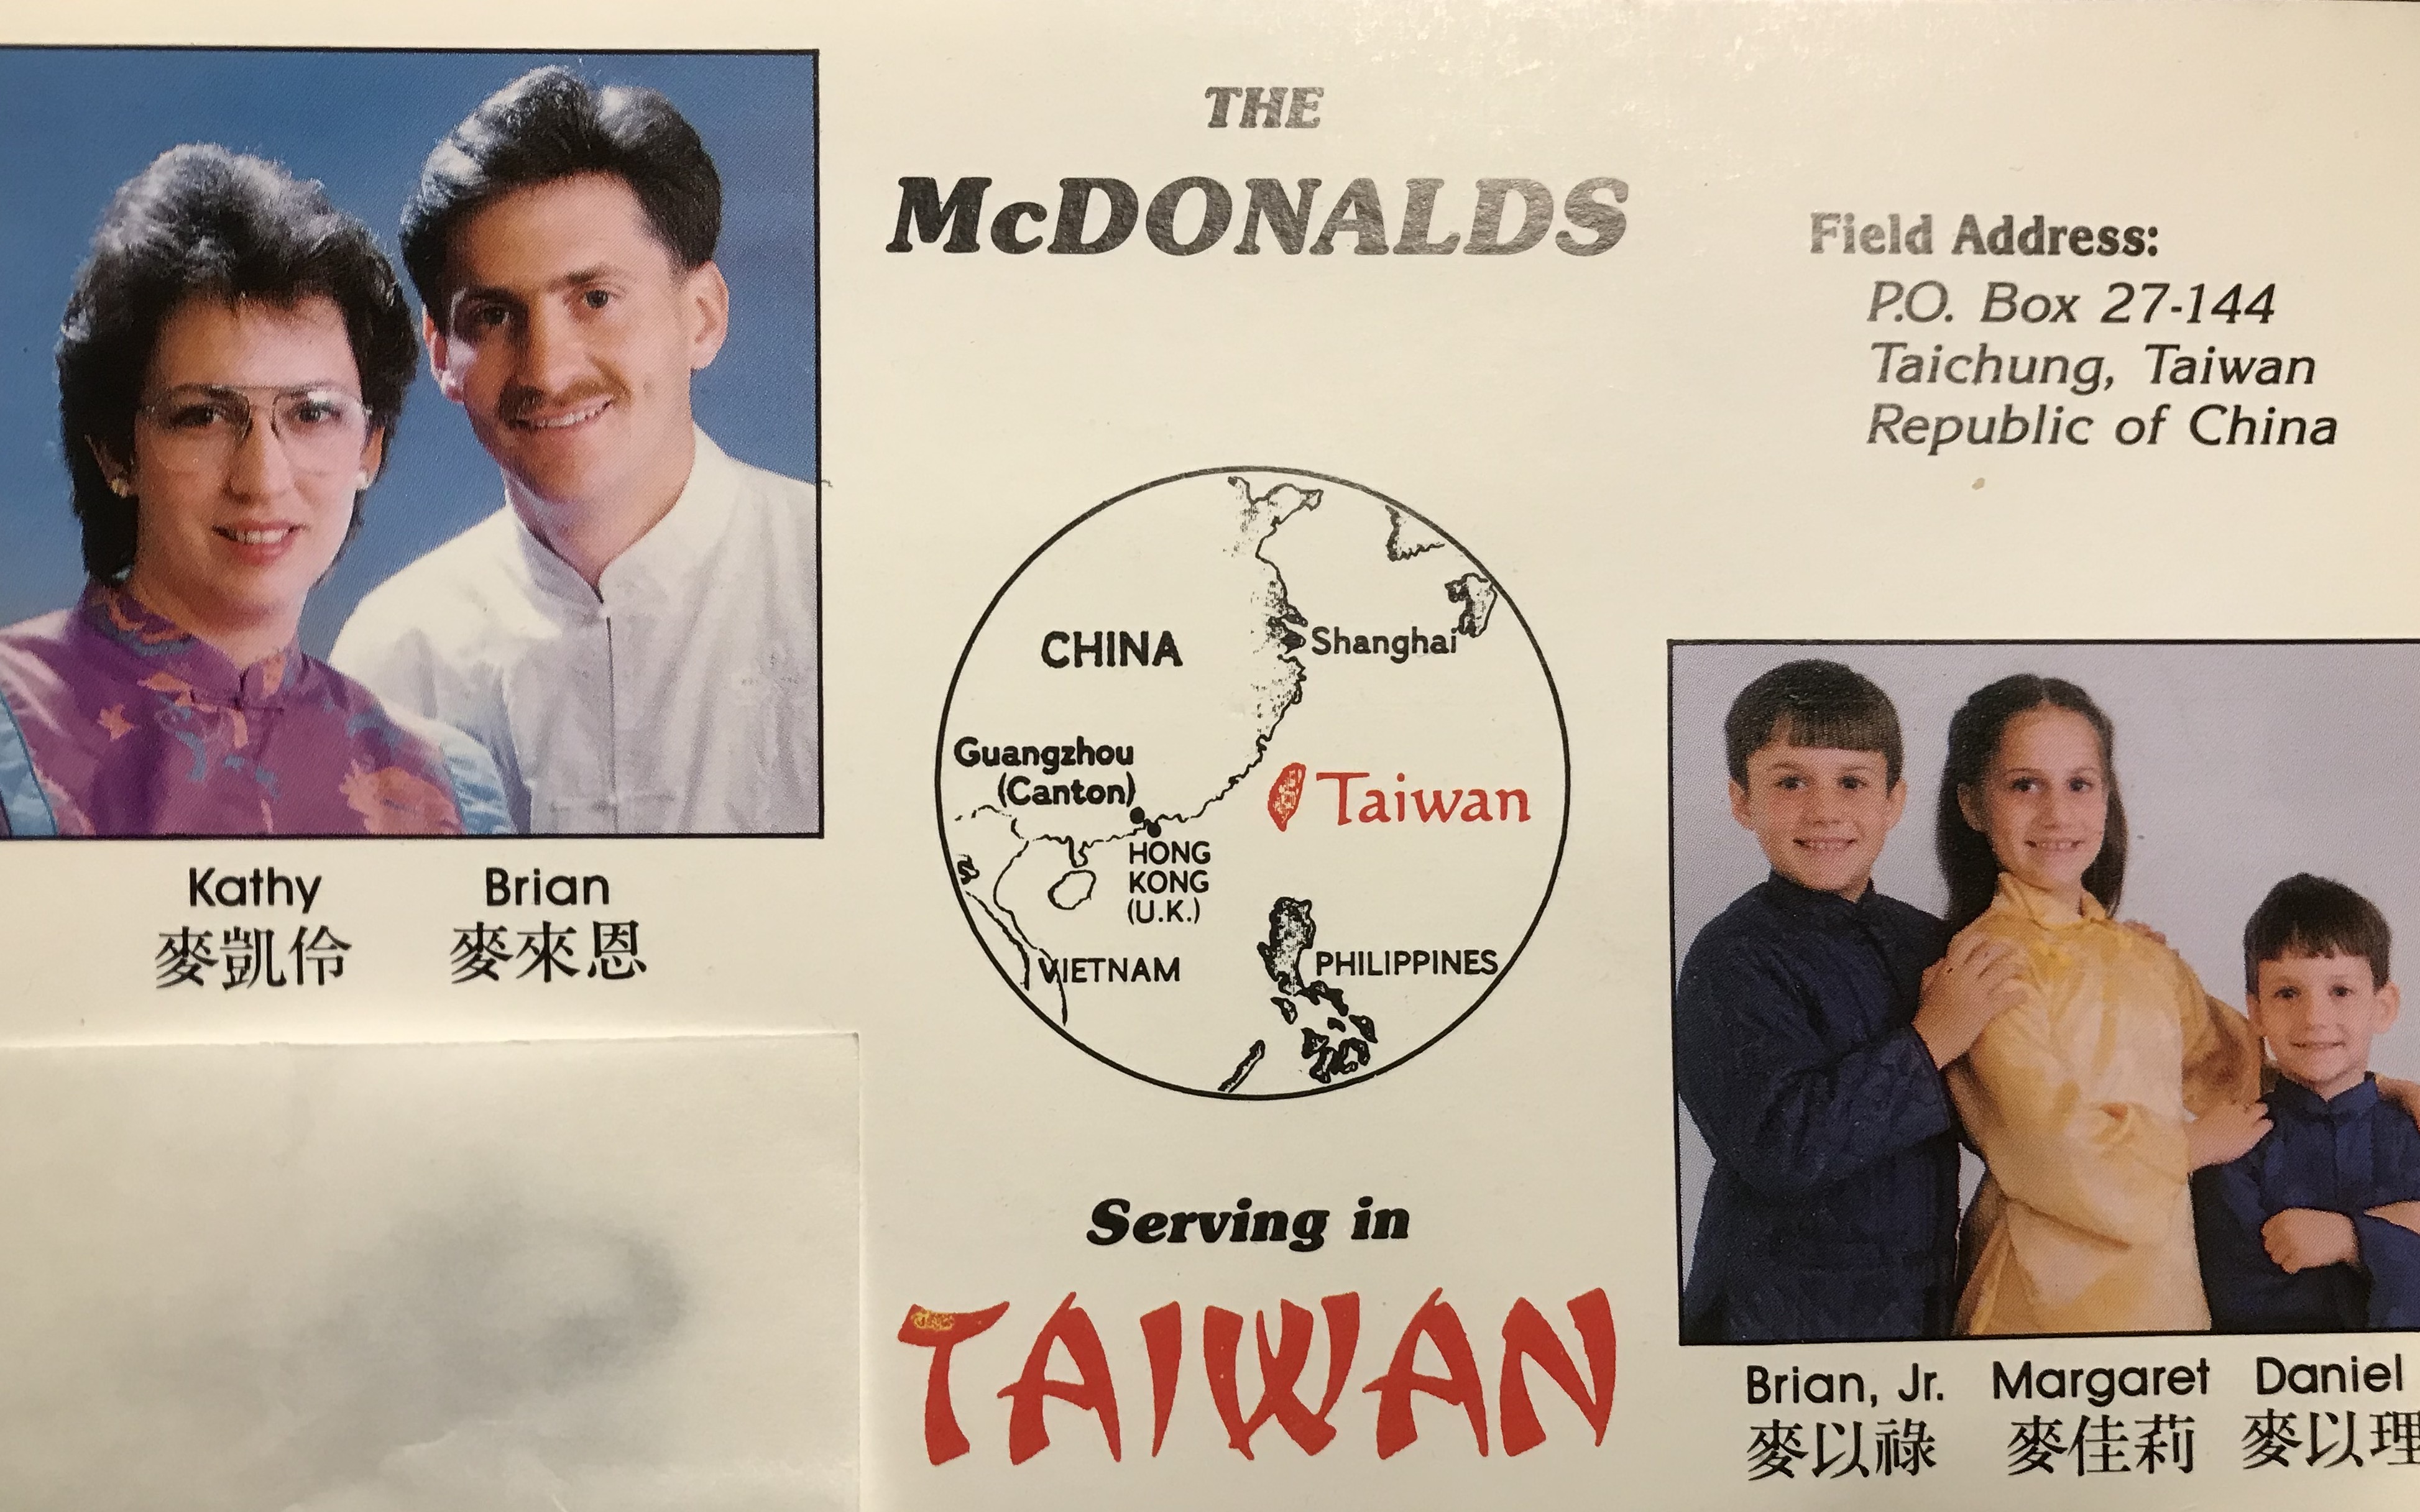 THE
McDONALDS
Field Address:
P.O. Box 27-144
Taichung, Taiwan
Republic of China
Kathy
麥凱伶
Brian
麥來恩
CHINA
Shanghai
Guangzhou
(Canton)
Taiwan
HONG
KONG
(U.K.)
VIETNAM
PHILIPPINES
Serving in
TAIWAN
Brian, Jr.
麥以祿
Margaret
麥佳莉
Daniel
麥以理